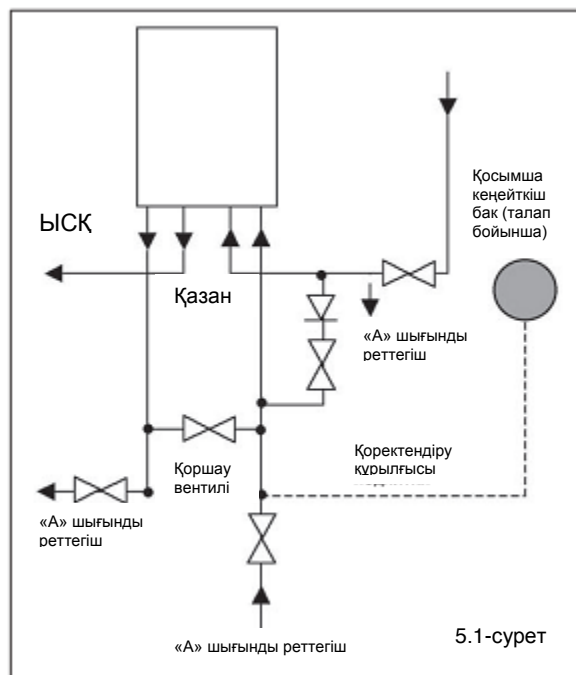 Қосымша
кеңейткіш
бак (талап
бойынша)
ЫСҚ
Қазан
«А» шығынды
реттегіш
Қоректендіру
құрылғысы
Қоршау
вентилі
«А» шығынды
реттегіш
«А» шығынды реттегіш
5.1-сурет